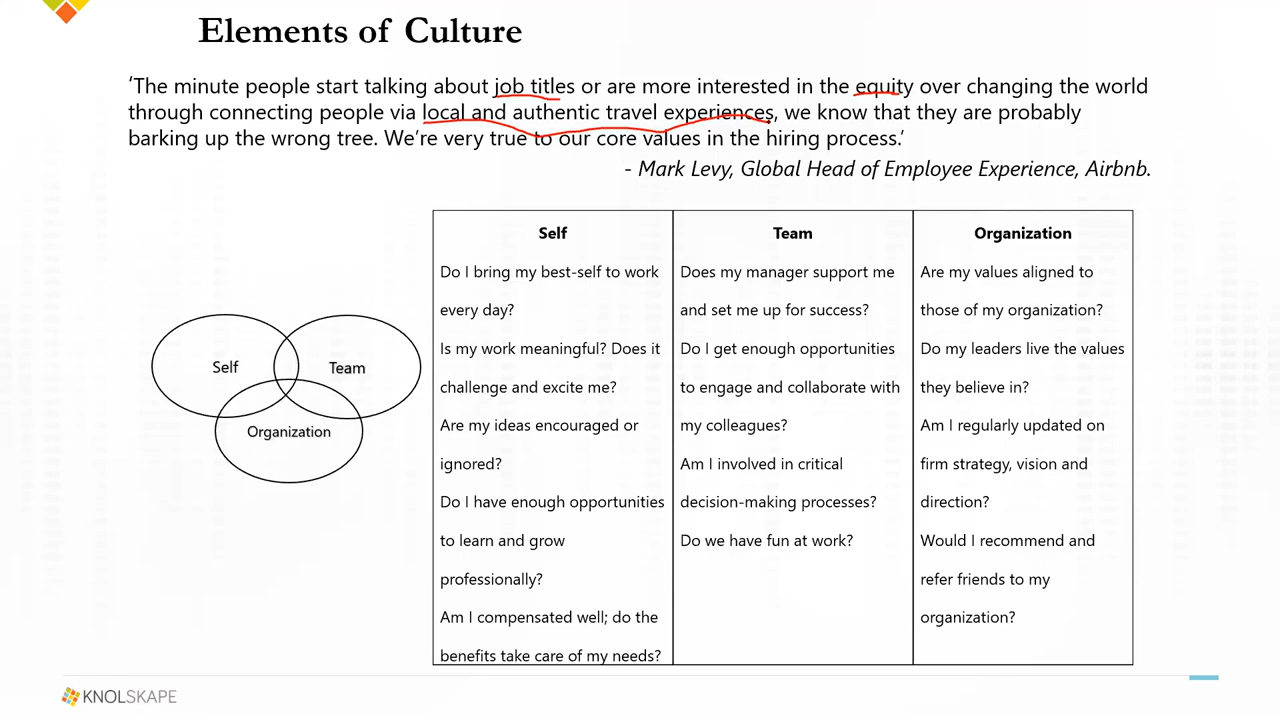 Elements of Culture
‘The minute people start talking about job titles or are more interested in the equity over changing the world
through connecting people via local and authentic travel experiences, we know that they are probably
barking up the wrong tree. We’re very true to our core values in the hiring process.’
- Mark Levy, Global Head of Employee Experience, Airbnb.
Self
Team
Organization
Self
Do I bring my best-self to work
every day?
Is my work meaningful? Does it
challenge and excite me?
Are my ideas encouraged or
ignored?
Do I have enough opportunities
to learn and grow
professionally?
Am I compensated well; do the
benefits take care of my needs?
Team
Does my manager support me
and set me up for success?
Do I get enough opportunities
to engage and collaborate with
my colleagues?
Am I involved in critical
decision-making processes?
Do we have fun at work?
Organization
Are my values aligned to
those of my organization?
Do my leaders live the values
they believe in?
Am I regularly updated on
firm strategy, vision and
direction?
Would I recommend and
refer friends to my
organization?
KNOLSKAPE